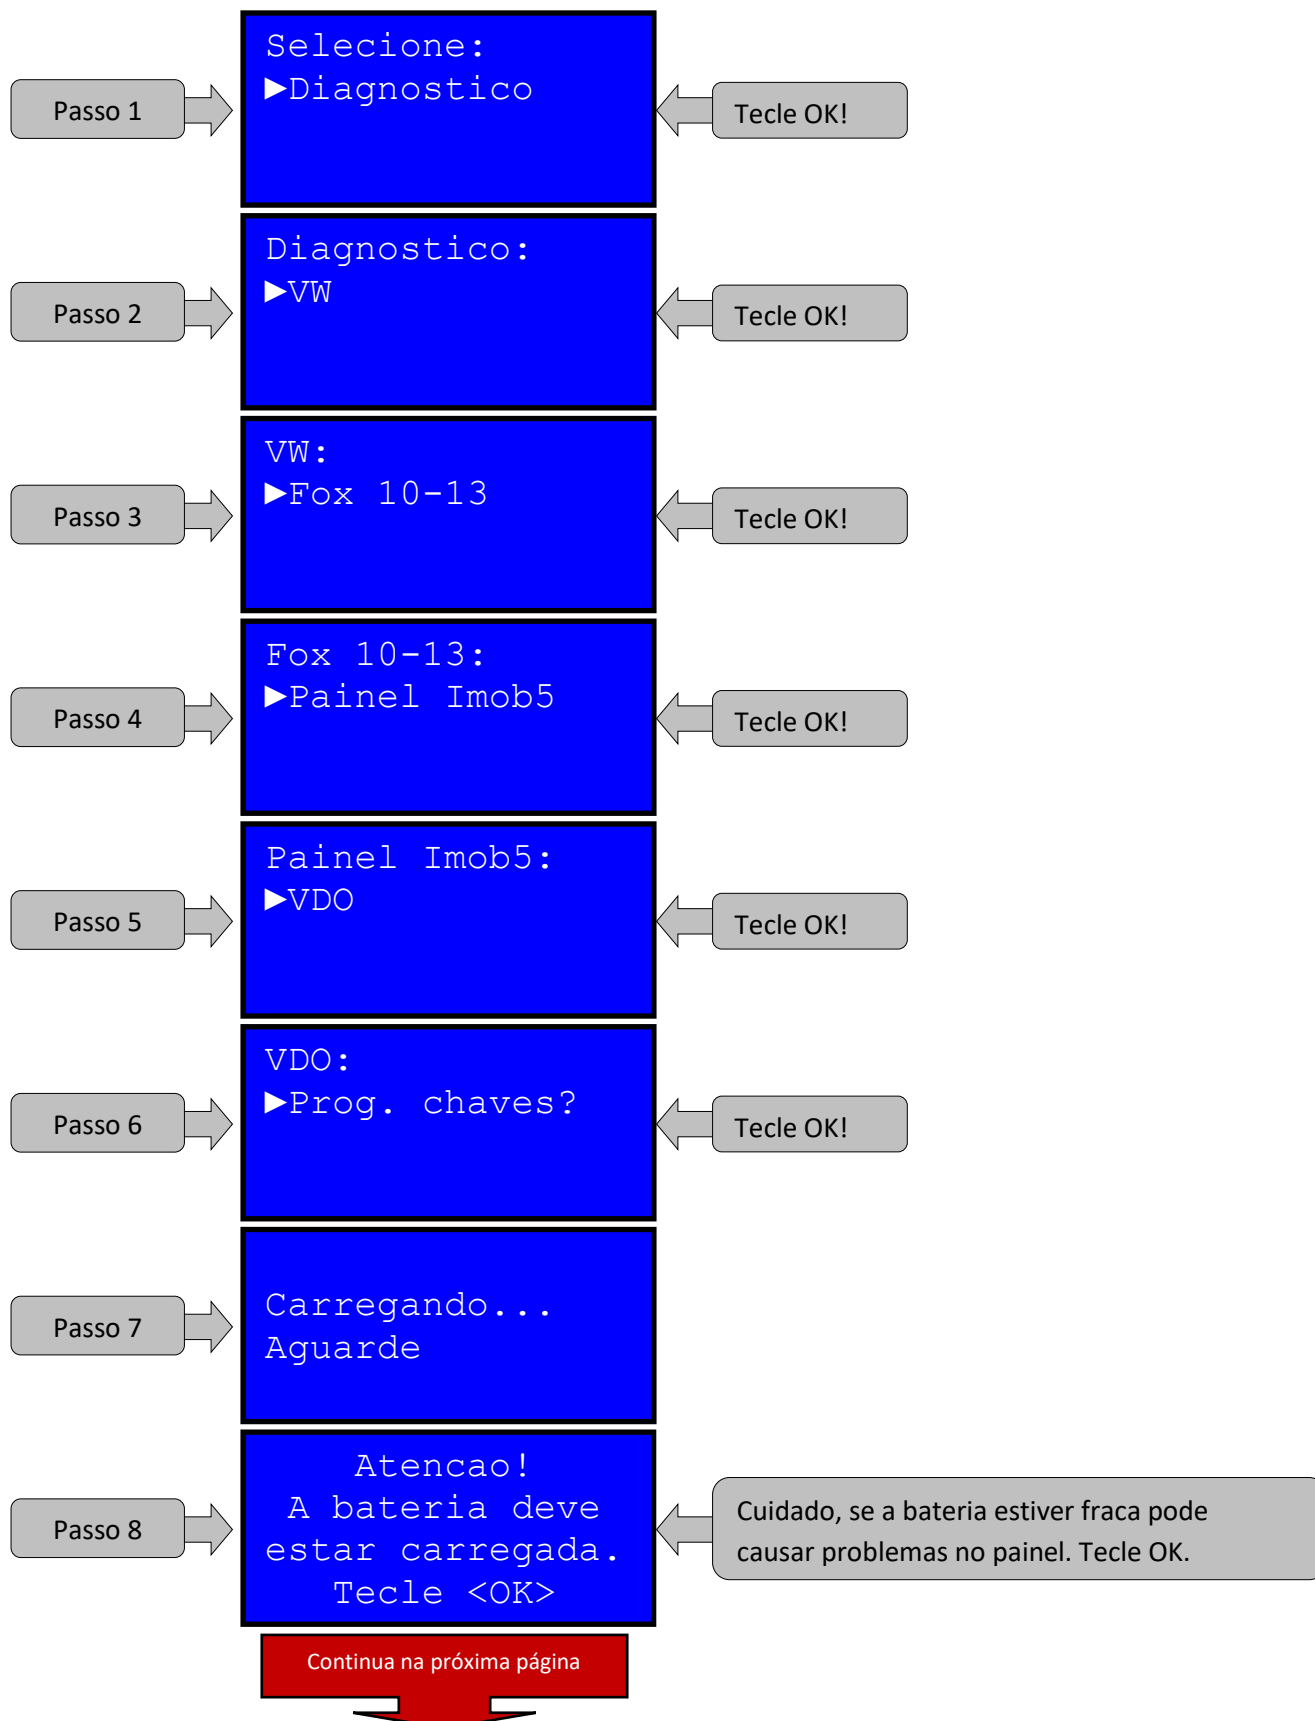 Passo 1
Selecione:
►Diagnostico
Tecle OK!
Passo 2
Diagnostico:
►VW
Tecle OK!
Passo 3
VW:
►Fox 10-13
Tecle OK!
Passo 4
Fox 10-13:
►Painel Imob5
Tecle OK!
Passo 5
Painel Imob5:
►VDO
Tecle OK!
Passo 6
VDO:
►Prog. chaves?
Tecle OK!
Passo 7
Carregando...
Aguarde
Passo 8
Atencao!
A bateria deve
estar carregada.
Tecle <OK>
Cuidado, se a bateria estiver fraca pode
causar problemas no painel. Tecle OK.
Continua na próxima página